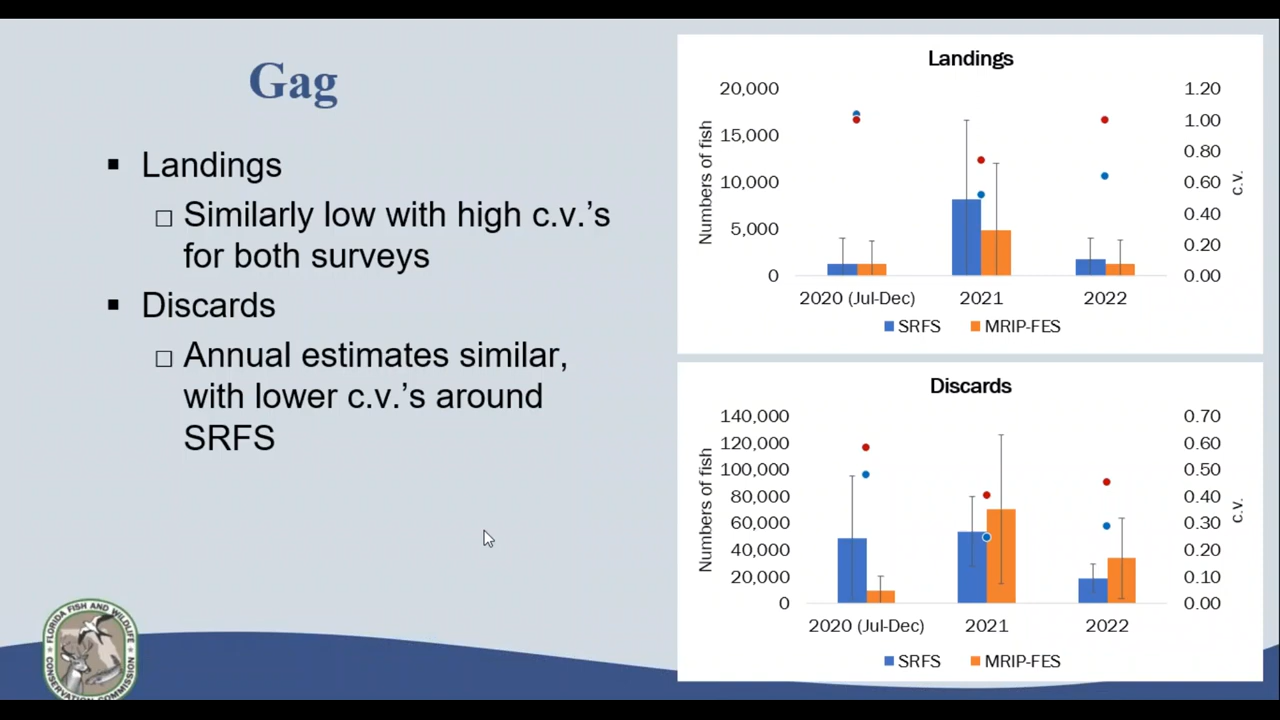 Gag
Landings
Similarly low with high c.v.'s
for both surveys
Discards
Annual estimates similar,
with lower c.v.'s around
SRFS
Landings
20,000
15,000
10,000
5,000
0
Numbers of fish
1.20
1.00
0.80
0.60
0.40
0.20
0.00
c.v.
2020 (Jul-Dec) 2021 2022
SRFS MRIP-FES
Discards
140,000
120,000
100,000
80,000
60,000
40,000
20,000
0
Numbers of fish
0.70
0.60
0.50
0.40
0.30
0.20
0.10
0.00
c.v.
2020 (Jul-Dec) 2021 2022
SRFS MRIP-FES
FLORIDA FISH AND WILDLIFE
CONSERVATION COMMISSION